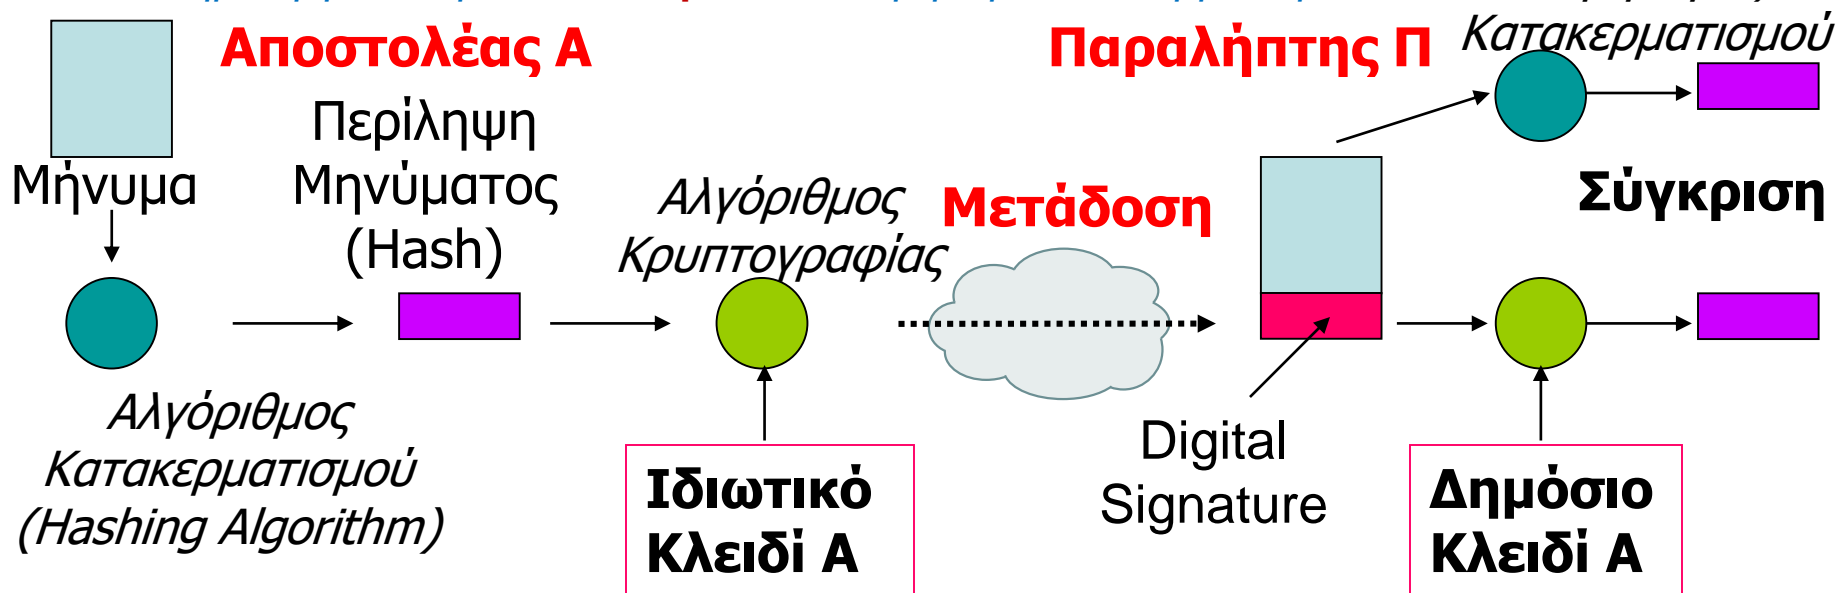 Αποστολέας Α
Παραλήπτης Π
Κατακερματισμού
Περίληψη
Μηνύματος
(Hash)
Μήνυμα
Αλγόριθμος
Κρυπτογραφίας
Μετάδοση
Σύγκριση
Αλγόριθμος
Κατακερματισμού
(Hashing Algorithm)
Ιδιωτικό
Κλειδί Α
Digital
Signature
Δημόσιο
Κλειδί Α